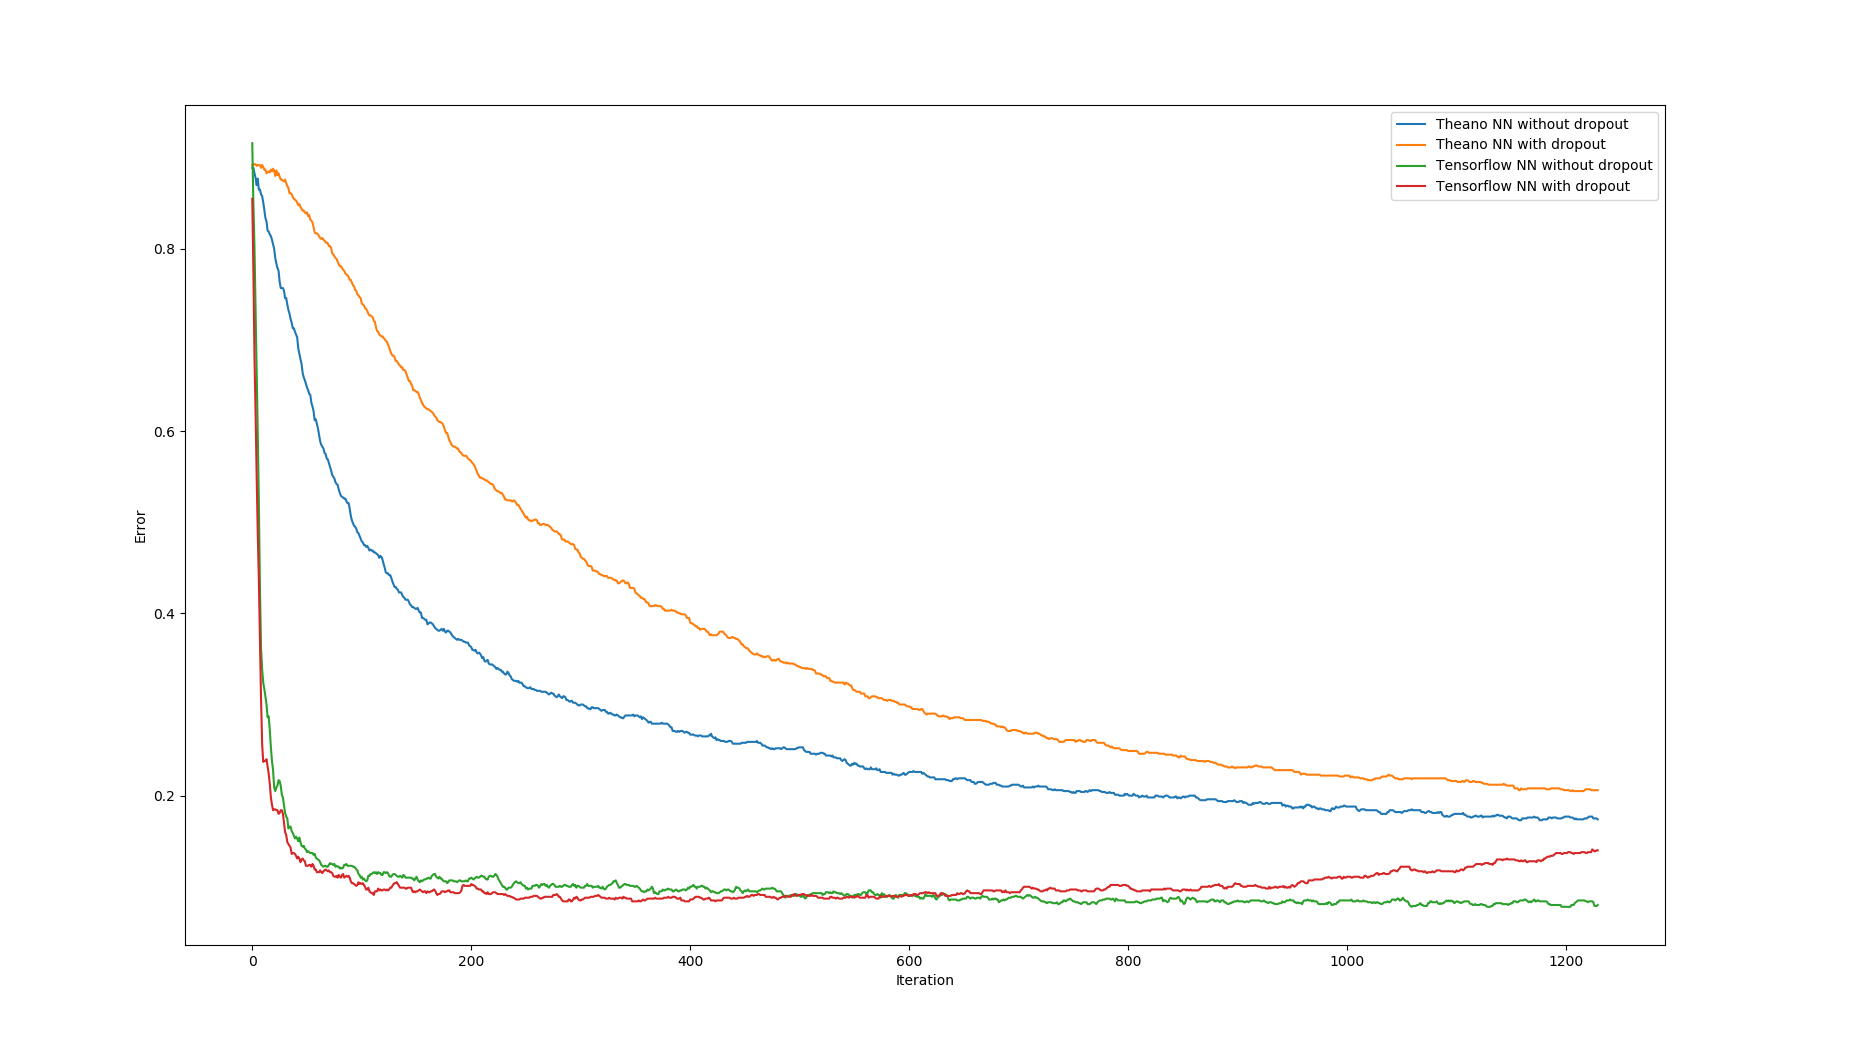 Theano NN without dropout
Theano NN with dropout
Tensorflow NN without dropout
Tensorflow NN with dropout
0.8
0.6
0.4
0.2
Error
0 200 400 600 800 1000 1200
Iteration